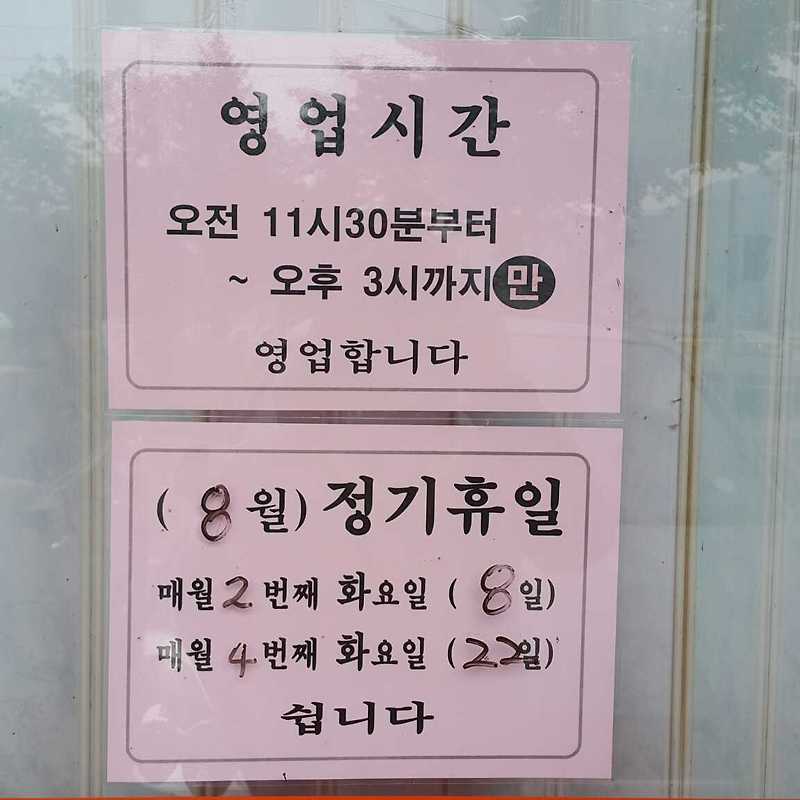 영업시간
오전 11시30분부터
~ 오후 3시까지만
영업합니다
( 8월) 정기휴일
매월 2 번째 화요일 ( 8일)
매월 4 번째 화요일 (22일)
쉽니다